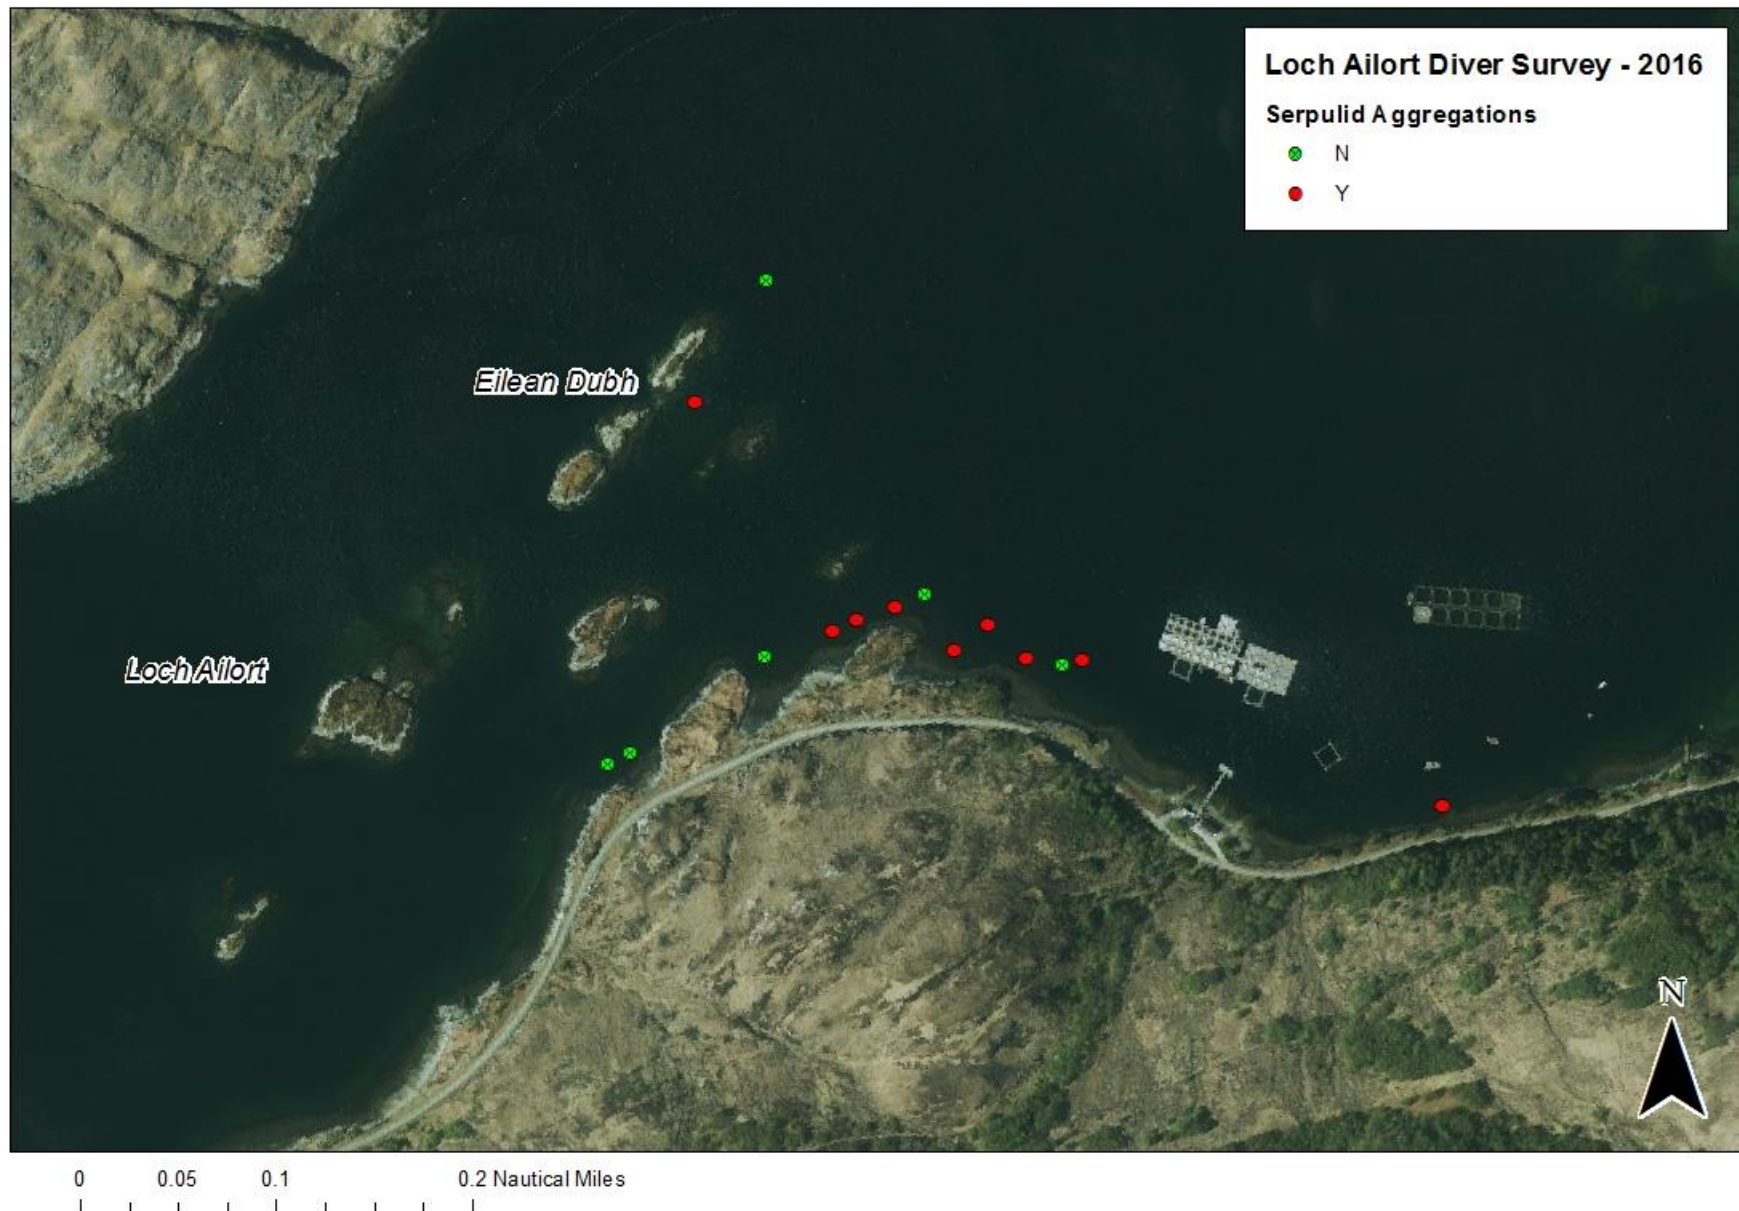 Loch Ailort Diver Survey - 2016
Serpulid Aggregations
N
Y
Eilean Dubh
Loch Ailort
N
0 0.05 0.1 0.2 Nautical Miles